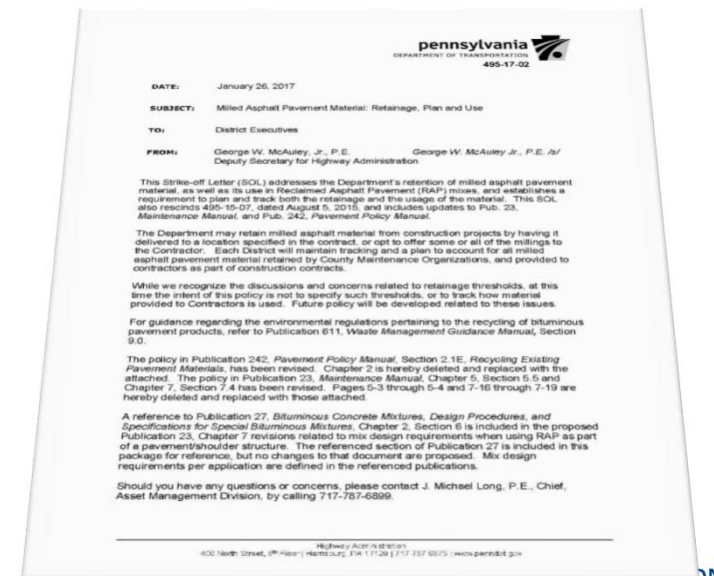 pennsylvania
DEPARTMENT OF TRANSPORTATION
495-17-02
DATE: January 26, 2017
SUBJECT: Milled Asphalt Pavement Material: Retainage, Plan and Use
TO: District Executives
FROM: George W. McAuley, Jr., P.E. George W. McAuley Jr., P.E. /s/
Deputy Secretary for Highway Administration
This Strike-off Letter (SOL) addresses the Department's retention of milled asphalt pavement
material, as well as its use in Reclaimed Asphalt Pavement (RAP) mixes, and establishes a
requirement to plan and track both the retainage and the usage of the material. This SOL
also rescinds 495-15-07, dated August 5, 2015, and includes updates to Pub. 23,
Maintenance Manual, and Pub. 242, Pavement Policy Manual.
The Department may retain milled asphalt material from construction projects by having it
delivered to a location specified in the contract, or opt to offer some or all of the millings to
the Contractor. Each District will maintain tracking and a plan to account for all milled
asphalt pavement material retained by County Maintenance Organizations, and provided to
contractors as part of construction contracts.
While we recognize the discussions and concerns related to retainage thresholds, at this
time the intent of this policy is not to specify such thresholds, or to track how material
provided to Contractors is used. Future policy will be developed related to these issues.
For guidance regarding the environmental regulations pertaining to the recycling of bituminous
pavement products, refer to Publication 611, Waste Management Guidance Manual, Section
9.0.
The policy in Publication 242, Pavement Policy Manual, Section 2.1E, Recycling Existing
Pavement Materials, has been revised. Chapter 2 is hereby deleted and replaced with the
attached. The policy in Publication 23, Maintenance Manual, Chapter 5, Section 5.5 and
Chapter 7, Section 7.4 has been revised. Pages 5-3 through 5-4 and 7-16 through 7-19 are
hereby deleted and replaced with those attached.
A reference to Publication 27, Bituminous Concrete Mixtures, Design Procedures, and
Specifications for Special Bituminous Mixtures, Chapter 2, Section 6 is included in the proposed
Publication 23, Chapter 7 revisions related to mix design requirements when using RAP as part
of a pavement/shoulder structure. The referenced section of Publication 27 is included in this
package for reference, but no changes to that document are proposed. Mix design
requirements per application are defined in the referenced publications.
Should you have any questions or concerns, please contact J. Michael Long, P.E., Chief,
Asset Management Division, by calling 717-787-6899.
Highway Administration
400 North Street, 8th Floor | Harrisburg, PA 17120 | 717 787 6875 | www.penndot.gov